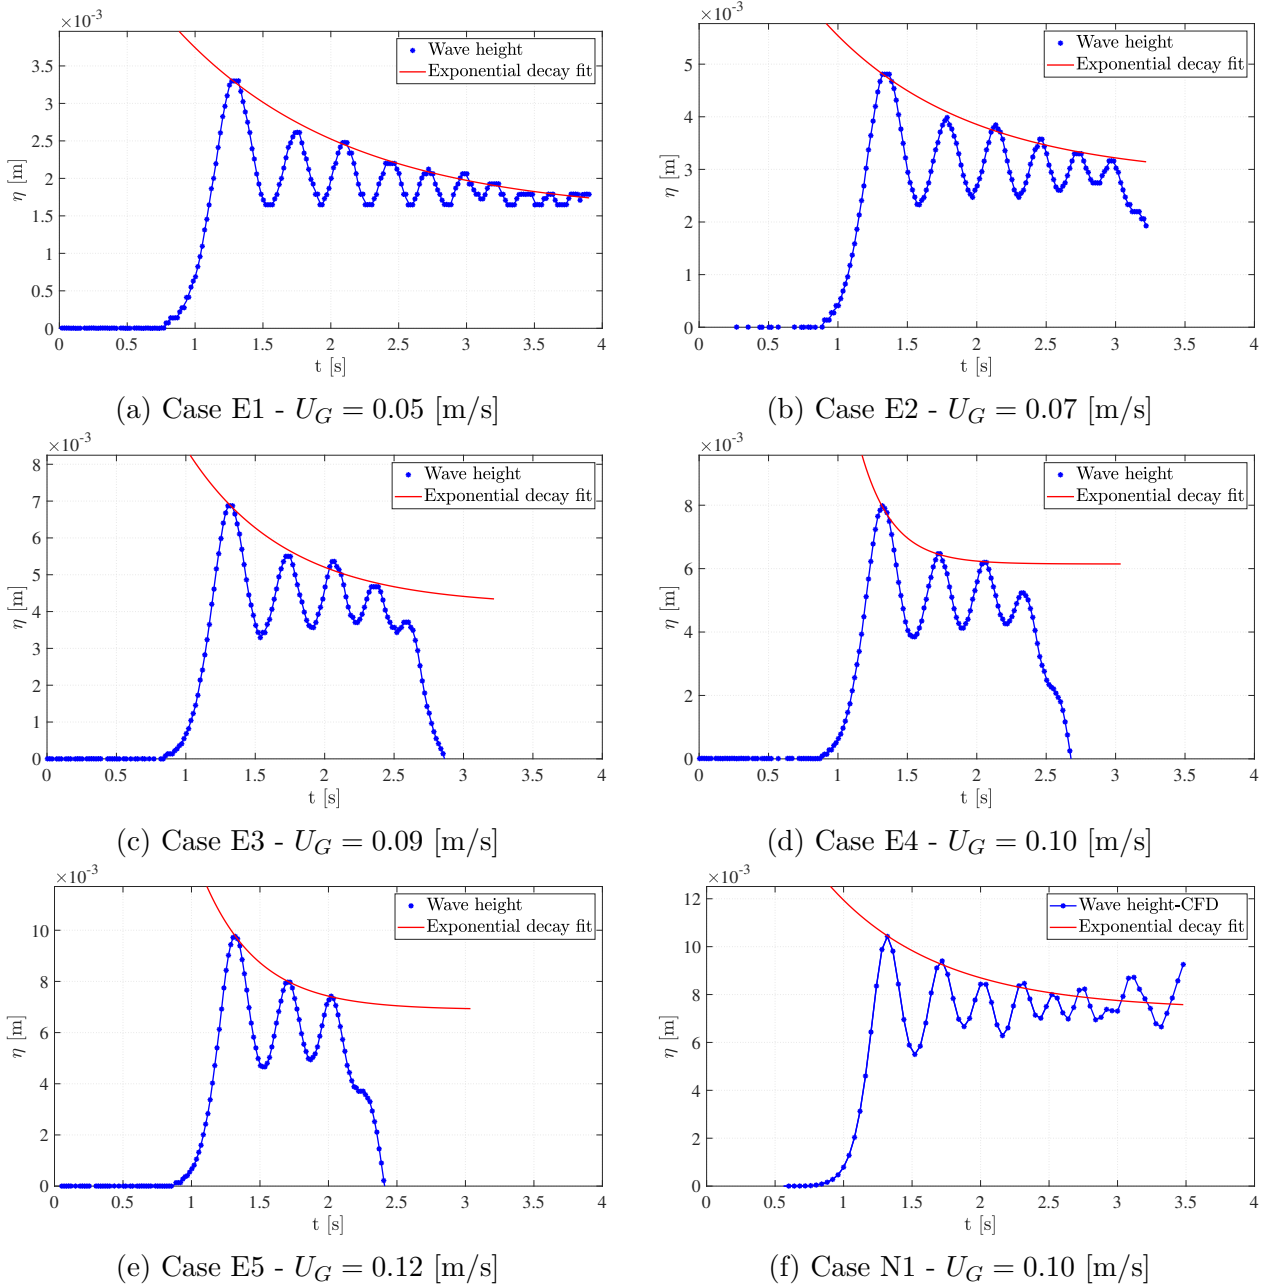 ×10⁻³
Wave height
Exponential decay fit
3.5
3
2.5
2
1.5
1
0.5
0
η [m]
0 0.5 1 1.5 2 2.5 3 3.5 4
t [s]
(a) Case E1 - U_G = 0.05 [m/s]
×10⁻³
Wave height
Exponential decay fit
5
4
3
2
1
0
η [m]
0 0.5 1 1.5 2 2.5 3 3.5 4
t [s]
(b) Case E2 - U_G = 0.07 [m/s]
×10⁻³
Wave height
Exponential decay fit
8
7
6
5
4
3
2
1
0
η [m]
0 0.5 1 1.5 2 2.5 3 3.5 4
t [s]
(c) Case E3 - U_G = 0.09 [m/s]
×10⁻³
Wave height
Exponential decay fit
8
6
4
2
0
η [m]
0 0.5 1 1.5 2 2.5 3 3.5 4
t [s]
(d) Case E4 - U_G = 0.10 [m/s]
×10⁻³
Wave height
Exponential decay fit
10
8
6
4
2
0
η [m]
0 0.5 1 1.5 2 2.5 3 3.5 4
t [s]
(e) Case E5 - U_G = 0.12 [m/s]
×10⁻³
Wave height-CFD
Exponential decay fit
12
10
8
6
4
2
0
η [m]
0 0.5 1 1.5 2 2.5 3 3.5 4
t [s]
(f) Case N1 - U_G = 0.10 [m/s]